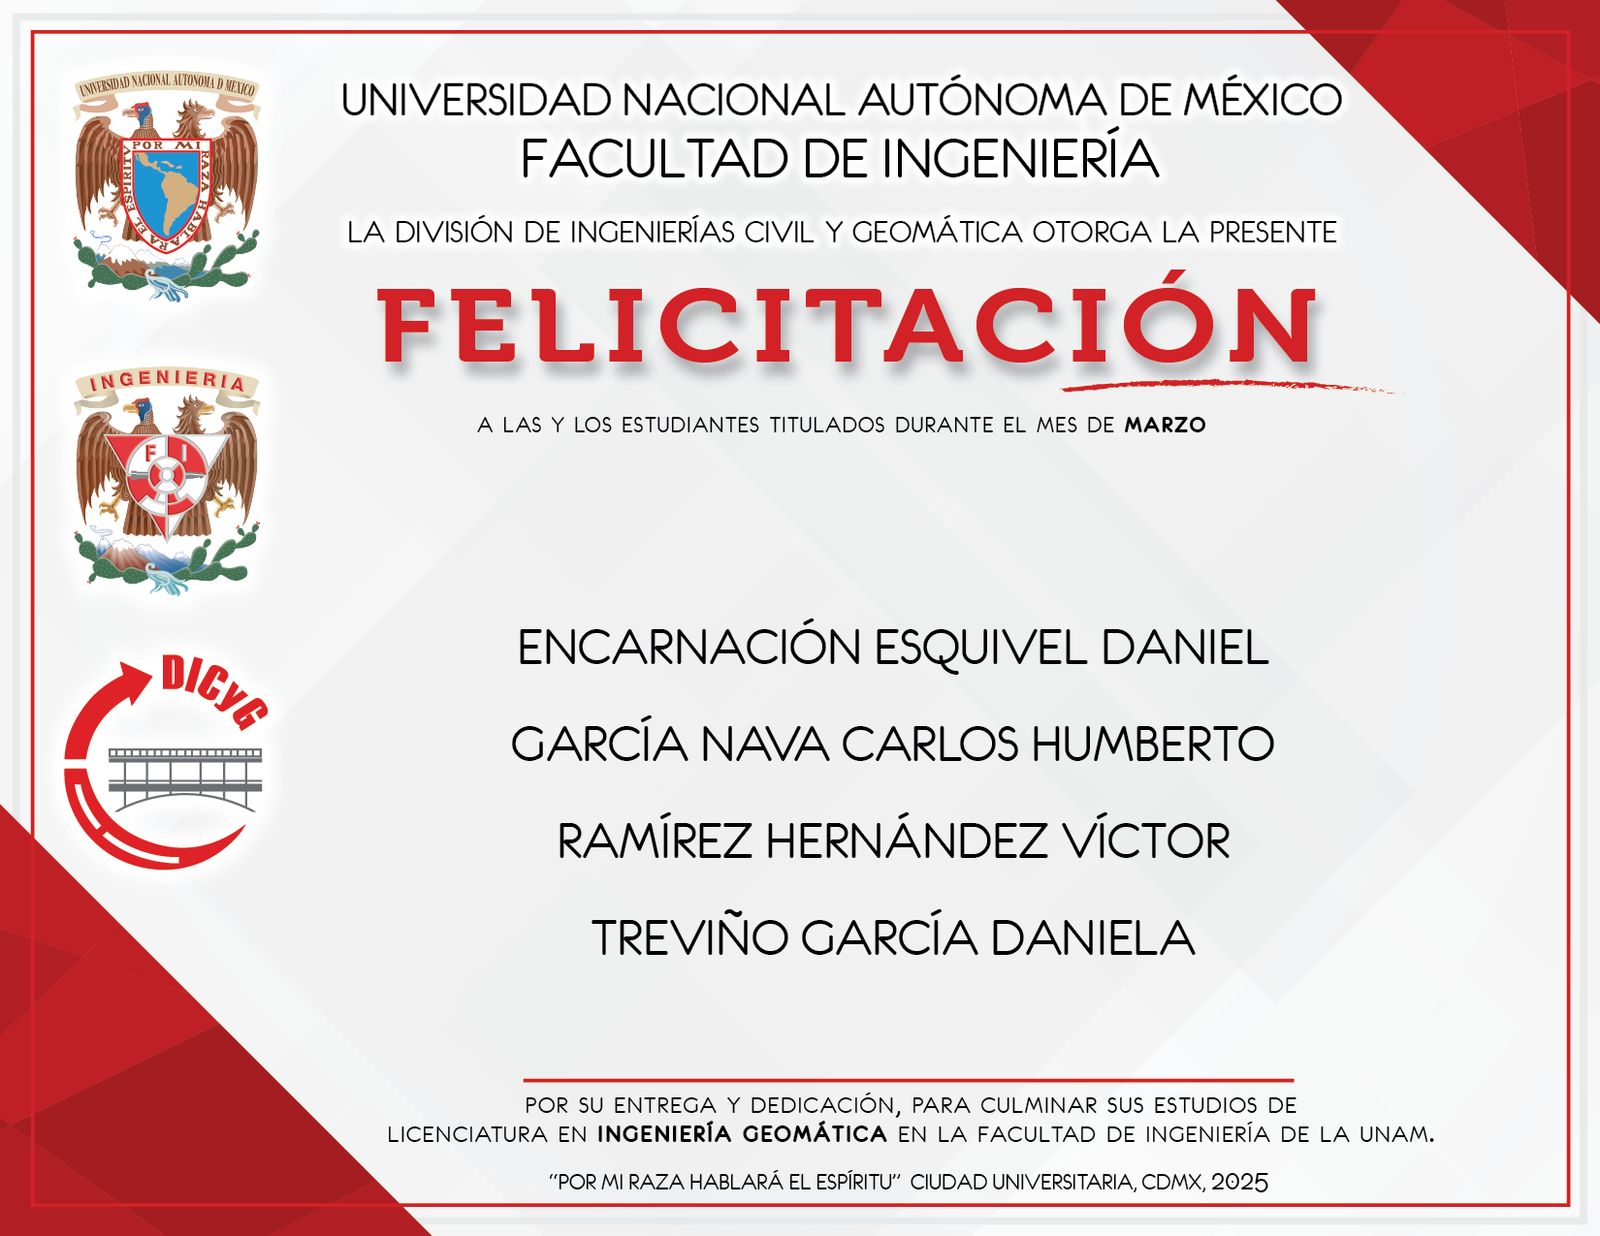 UNIVERSIDAD NACIONAL AUTONOMA D MEXICO
POR MI RAZA HABLARA EL ESPIRITU
INGENIERIA
F I
DICyG
UNIVERSIDAD NACIONAL AUTÓNOMA DE MÉXICO
FACULTAD DE INGENIERÍA
LA DIVISIÓN DE INGENIERÍAS CIVIL Y GEOMÁTICA OTORGA LA PRESENTE
FELICITACIÓN
A LAS Y LOS ESTUDIANTES TITULADOS DURANTE EL MES DE MARZO
ENCARNACIÓN ESQUIVEL DANIEL
GARCÍA NAVA CARLOS HUMBERTO
RAMÍREZ HERNÁNDEZ VÍCTOR
TREVIÑO GARCÍA DANIELA
POR SU ENTREGA Y DEDICACIÓN, PARA CULMINAR SUS ESTUDIOS DE
LICENCIATURA EN INGENIERÍA GEOMÁTICA EN LA FACULTAD DE INGENIERÍA DE LA UNAM.
"POR MI RAZA HABLARÁ EL ESPÍRITU" CIUDAD UNIVERSITARIA, CDMX, 2025